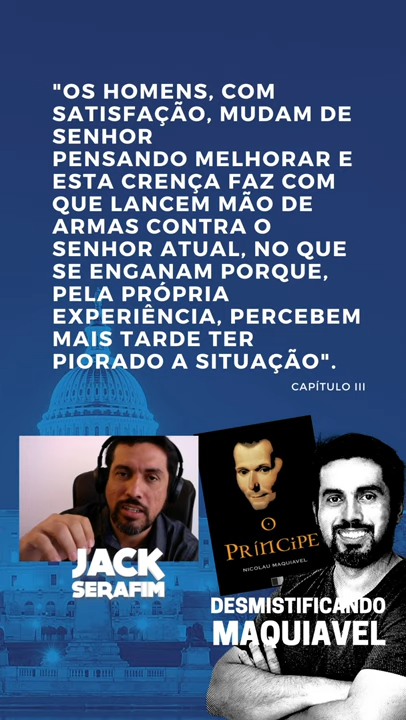 "OS HOMENS, COM
SATISFAÇÃO, MUDAM DE
SENHOR
PENSANDO MELHORAR E
ESTA CRENÇA FAZ COM
QUE LANCEM MÃO DE
ARMAS CONTRA O
SENHOR ATUAL, NO QUE
SE ENGANAM PORQUE,
PELA PRÓPRIA
EXPERIÊNCIA, PERCEBEM
MAIS TARDE TER
PIORADO A SITUAÇÃO".
CAPÍTULO III
JACK
SERAFIM
O
PRÍNCIPE
NICOLAU MAQUIAVEL
DESMISTIFICANDO
MAQUIAVEL